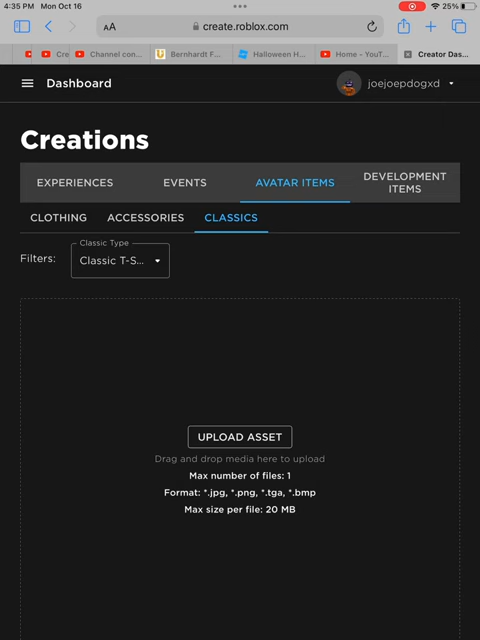 4:35 PM Mon Oct 16
25%
AA
create.roblox.com
Cre
Channel con...
Bernhardt F...
Halloween H...
Home - YouT...
Creator Das...
Dashboard
joejoepdogxd
Creations
EXPERIENCES
EVENTS
AVATAR ITEMS
DEVELOPMENT
ITEMS
CLOTHING
ACCESSORIES
CLASSICS
Filters:
Classic Type
Classic T-S...
UPLOAD ASSET
Drag and drop media here to upload
Max number of files: 1
Format: *.jpg, *.png, *.tga, *.bmp
Max size per file: 20 MB